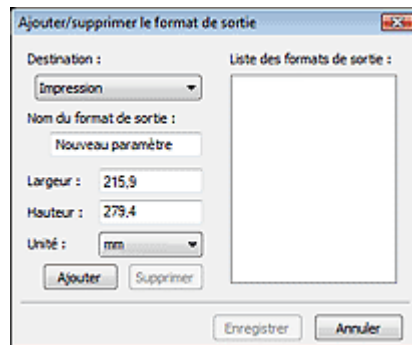 Ajouter/supprimer le format de sortie
Destination :
Impression
Nom du format de sortie :
Nouveau paramètre
Largeur : 215,9
Hauteur : 279,4
Unité : mm
Ajouter Supprimer
Liste des formats de sortie :
Enregistrer Annuler